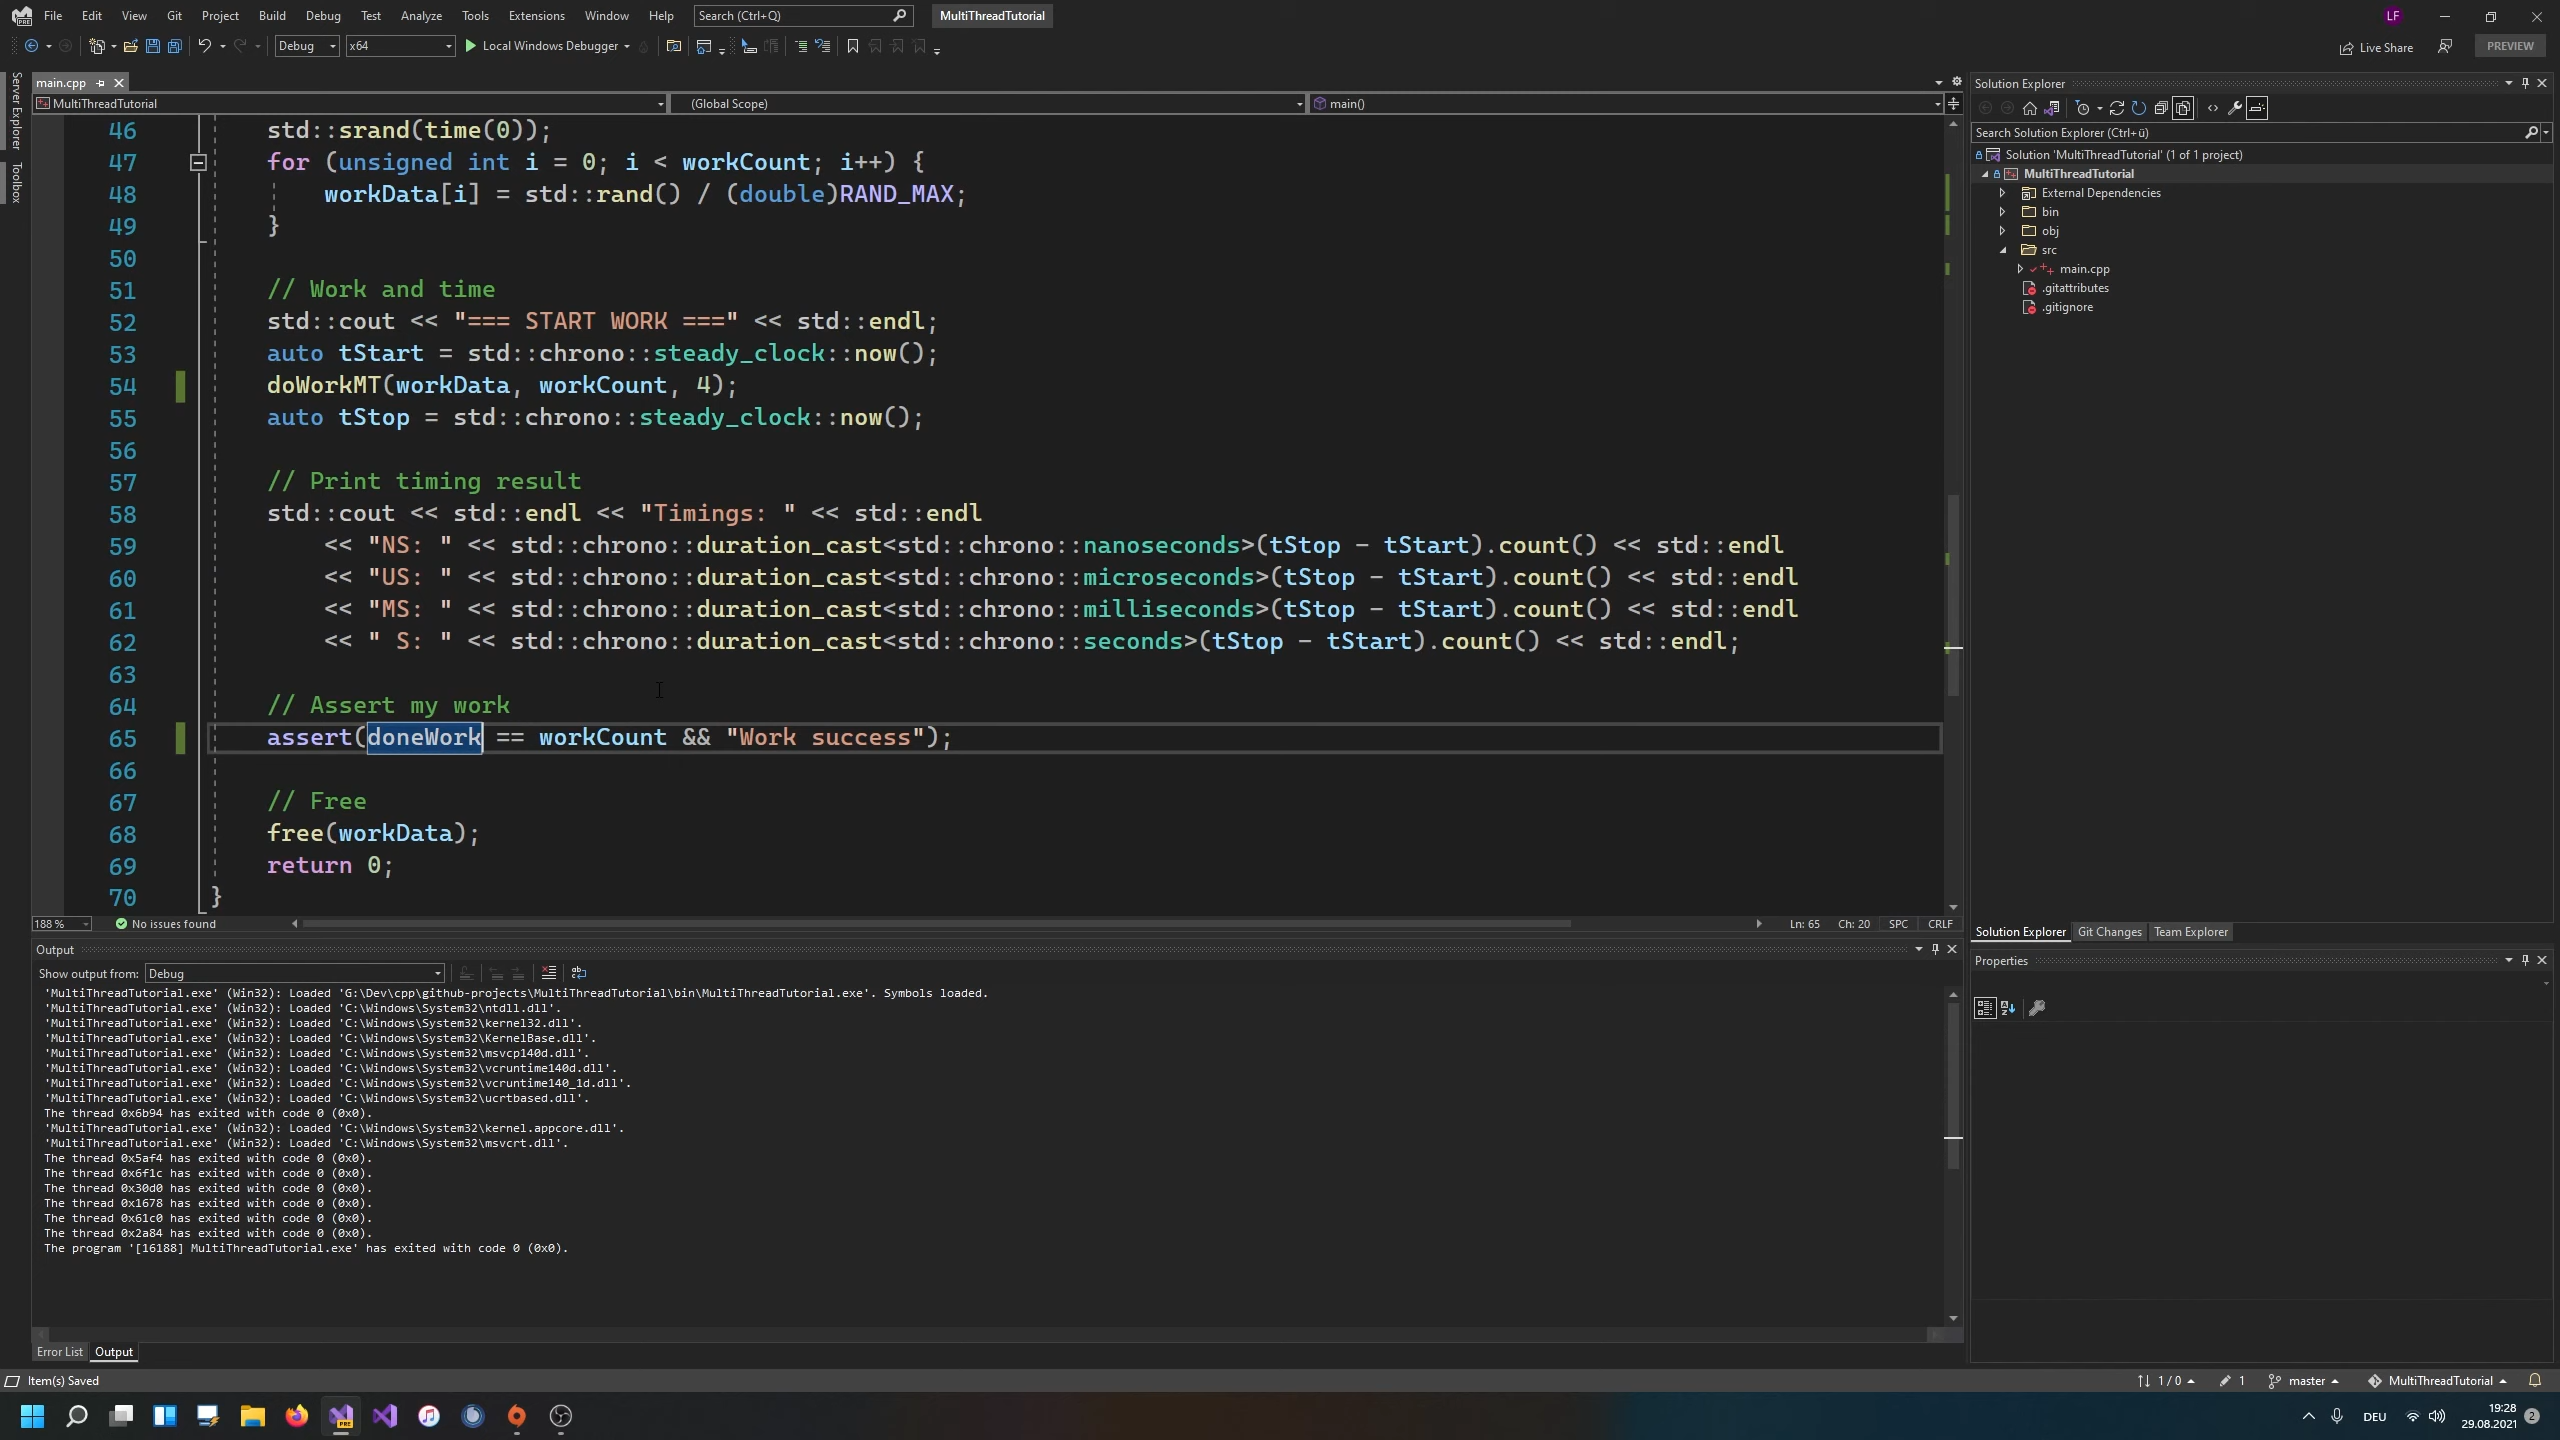 File Edit View Git Project Build Debug Test Analyze Tools Extensions Window Help Search (Ctrl+Q) MultiThreadTutorial LF
Debug x64 Local Windows Debugger Live Share PREVIEW
Server Explorer
Toolbox
main.cpp
MultiThreadTutorial (Global Scope) main()
46 std::srand(time(0));
47 for (unsigned int i = 0; i < workCount; i++) {
48 workData[i] = std::rand() / (double)RAND_MAX;
49 }
50
51 // Work and time
52 std::cout << "=== START WORK ===" << std::endl;
53 auto tStart = std::chrono::steady_clock::now();
54 doWorkMT(workData, workCount, 4);
55 auto tStop = std::chrono::steady_clock::now();
56
57 // Print timing result
58 std::cout << std::endl << "Timings: " << std::endl
59 << "NS: " << std::chrono::duration_cast<std::chrono::nanoseconds>(tStop - tStart).count() << std::endl
60 << "US: " << std::chrono::duration_cast<std::chrono::microseconds>(tStop - tStart).count() << std::endl
61 << "MS: " << std::chrono::duration_cast<std::chrono::milliseconds>(tStop - tStart).count() << std::endl
62 << " S: " << std::chrono::duration_cast<std::chrono::seconds>(tStop - tStart).count() << std::endl;
63
64 // Assert my work
65 assert(doneWork == workCount && "Work success");
66
67 // Free
68 free(workData);
69 return 0;
70 }
188 % No issues found Ln: 65 Ch: 20 SPC CRLF
Output
Show output from: Debug
'MultiThreadTutorial.exe' (Win32): Loaded 'G:\Dev\cpp\github-projects\MultiThreadTutorial\bin\MultiThreadTutorial.exe'. Symbols loaded.
'MultiThreadTutorial.exe' (Win32): Loaded 'C:\Windows\System32\ntdll.dll'.
'MultiThreadTutorial.exe' (Win32): Loaded 'C:\Windows\System32\kernel32.dll'.
'MultiThreadTutorial.exe' (Win32): Loaded 'C:\Windows\System32\KernelBase.dll'.
'MultiThreadTutorial.exe' (Win32): Loaded 'C:\Windows\System32\msvcp140d.dll'.
'MultiThreadTutorial.exe' (Win32): Loaded 'C:\Windows\System32\vcruntime140d.dll'.
'MultiThreadTutorial.exe' (Win32): Loaded 'C:\Windows\System32\vcruntime140_1d.dll'.
'MultiThreadTutorial.exe' (Win32): Loaded 'C:\Windows\System32\ucrtbased.dll'.
The thread 0x6b94 has exited with code 0 (0x0).
'MultiThreadTutorial.exe' (Win32): Loaded 'C:\Windows\System32\kernel.appcore.dll'.
'MultiThreadTutorial.exe' (Win32): Loaded 'C:\Windows\System32\msvcrt.dll'.
The thread 0x5af4 has exited with code 0 (0x0).
The thread 0x6f1c has exited with code 0 (0x0).
The thread 0x30d0 has exited with code 0 (0x0).
The thread 0x1678 has exited with code 0 (0x0).
The thread 0x61c0 has exited with code 0 (0x0).
The thread 0x2a84 has exited with code 0 (0x0).
The program '[16188] MultiThreadTutorial.exe' has exited with code 0 (0x0).
Error List Output
Solution Explorer
Search Solution Explorer (Ctrl+ü)
Solution 'MultiThreadTutorial' (1 of 1 project)
MultiThreadTutorial
External Dependencies
bin
obj
src
main.cpp
.gitattributes
.gitignore
Solution Explorer Git Changes Team Explorer
Properties
Item(s) Saved 1 / 0 1 master MultiThreadTutorial
PRE DEU 19:28 2
29.08.2021